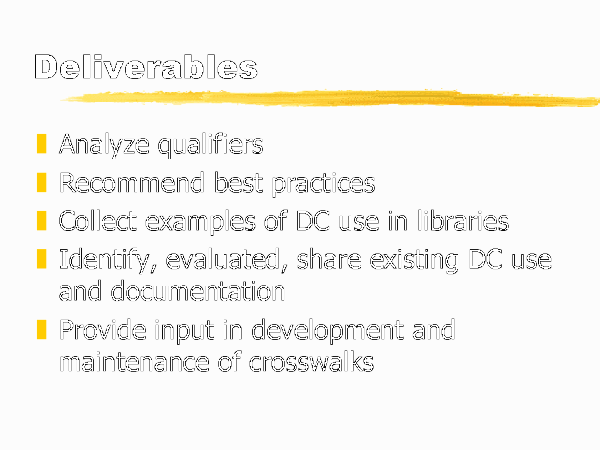 Deliverables
Analyze qualifiers
Recommend best practices
Collect examples of DC use in libraries
Identify, evaluated, share existing DC use
and documentation
Provide input in development and
maintenance of crosswalks